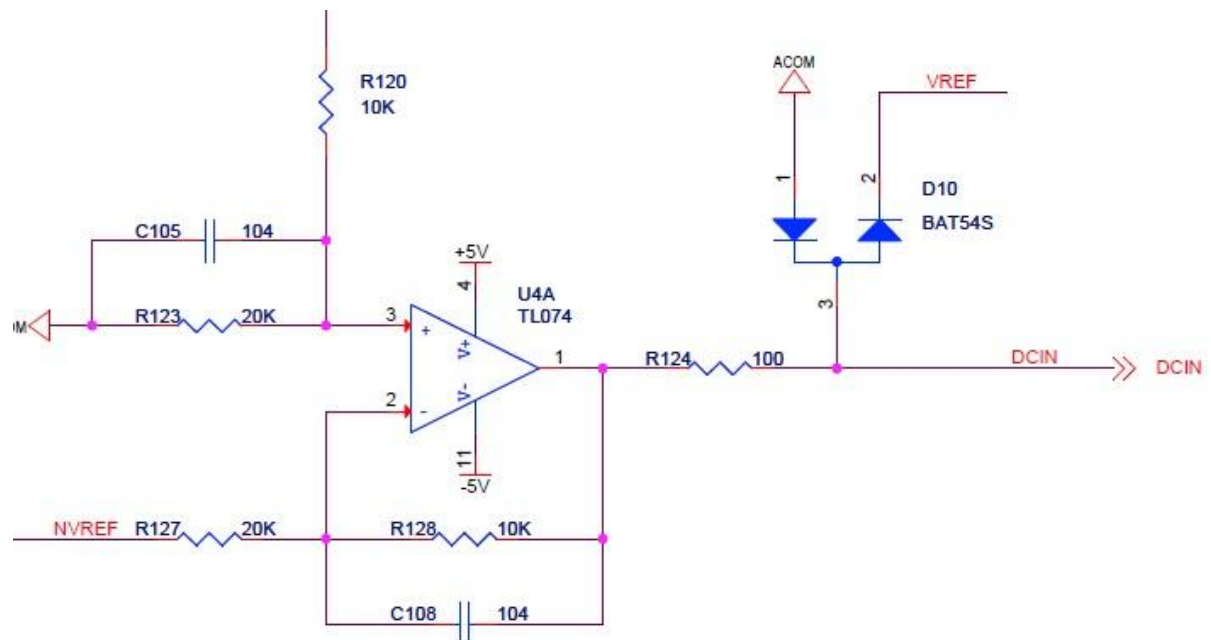 R120
10K
ACOM
VREF
1
2
D10
BAT54S
C105
104
+5V
4
U4A
TL074
3
R123
20K
3
+
V+
1
R124
100
DCIN
DCIN
2
-
V-
11
-5V
NVREF
R127
20K
R128
10K
C108
104